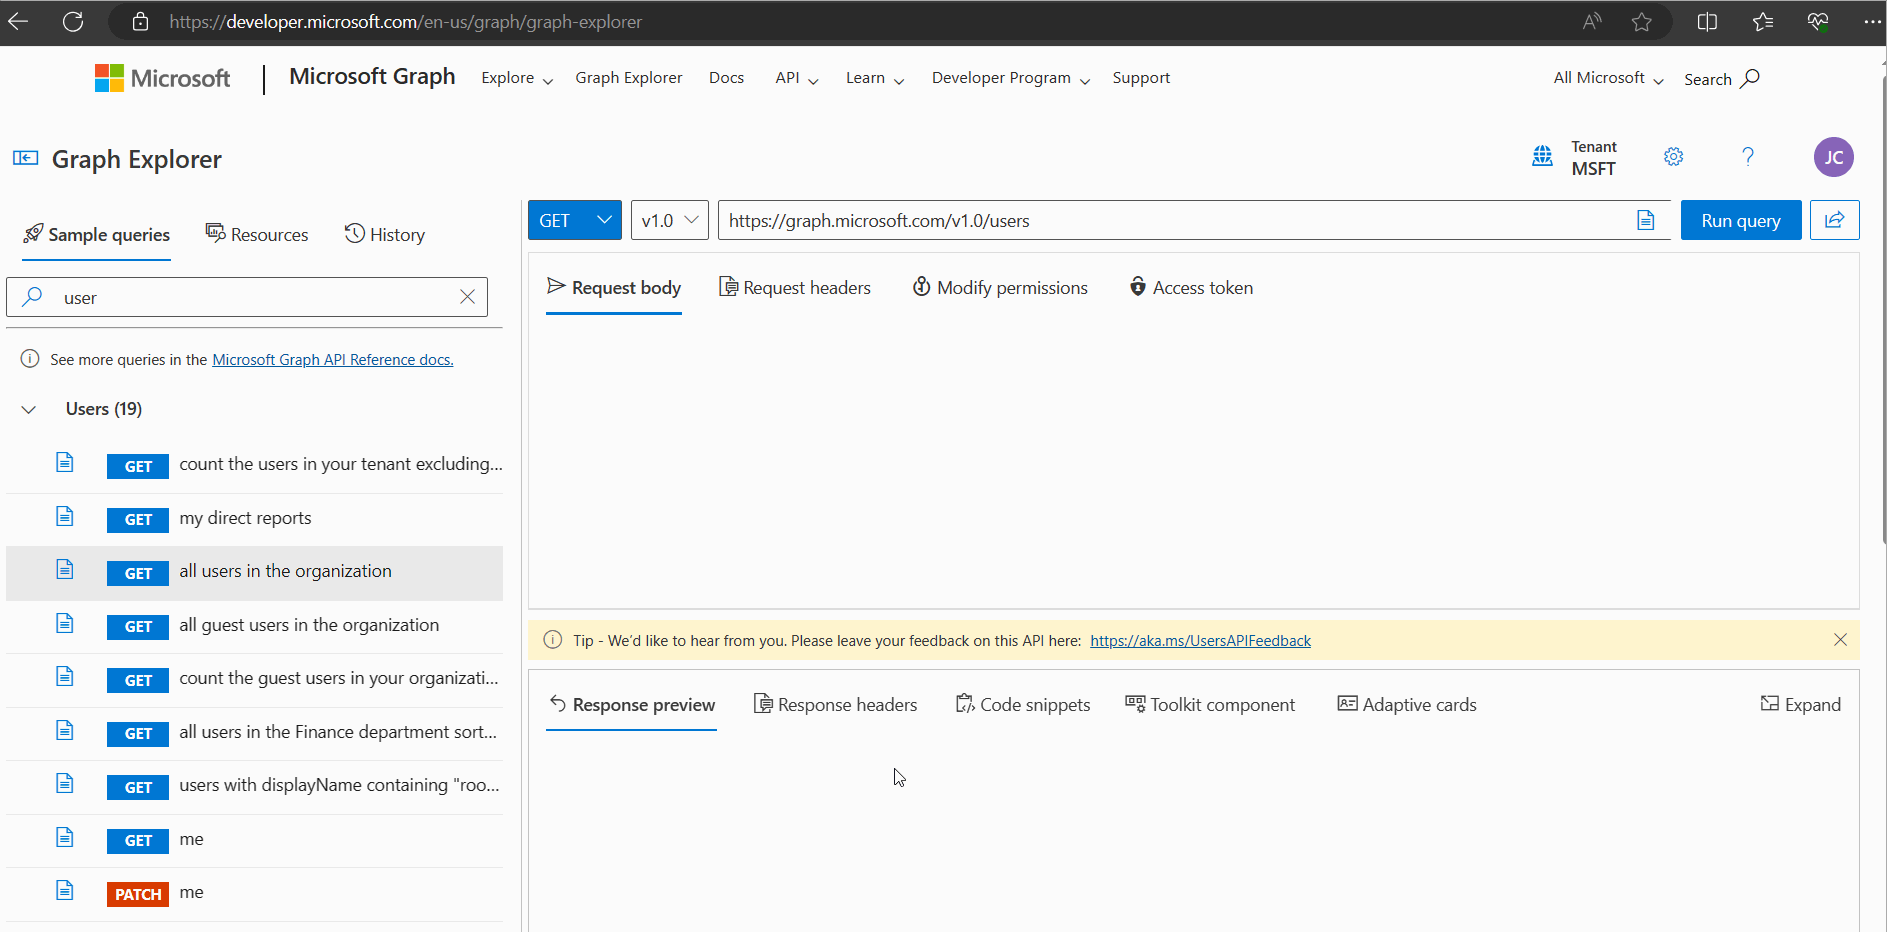 https://developer.microsoft.com/en-us/graph/graph-explorer
Microsoft | Microsoft Graph Explore Graph Explorer Docs API Learn Developer Program Support All Microsoft Search
Graph Explorer
Tenant
MSFT
?
JC
Sample queries Resources History
GET v1.0 https://graph.microsoft.com/v1.0/users Run query
user
Request body Request headers Modify permissions Access token
See more queries in the Microsoft Graph API Reference docs.
Users (19)
GET count the users in your tenant excluding...
GET my direct reports
GET all users in the organization
GET all guest users in the organization
GET count the guest users in your organizati...
GET all users in the Finance department sort...
GET users with displayName containing "roo...
GET me
PATCH me
Tip - We'd like to hear from you. Please leave your feedback on this API here: https://aka.ms/UsersAPIFeedback
Response preview Response headers Code snippets Toolkit component Adaptive cards Expand